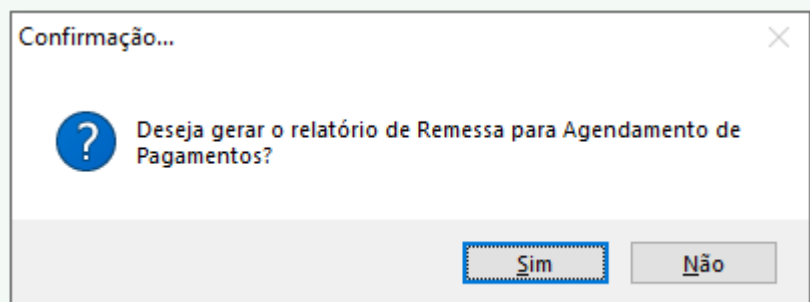 Confirmação...
Deseja gerar o relatório de Remessa para Agendamento de
Pagamentos?
Sim
Não